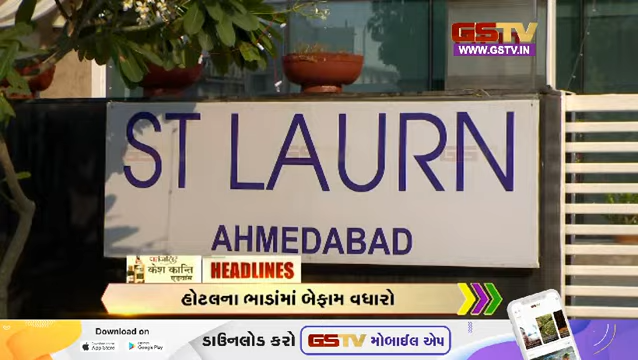 GSTV
WWW.GSTV.IN
ST LAURN
AHMEDABAD
केश कान्ति
HEADLINES
હોટલના ભાડાંમાં બેફામ વધારો
Download on
App Store
Google Play
ડાઉનલોડ કરો GSTV મોબાઈલ એપ